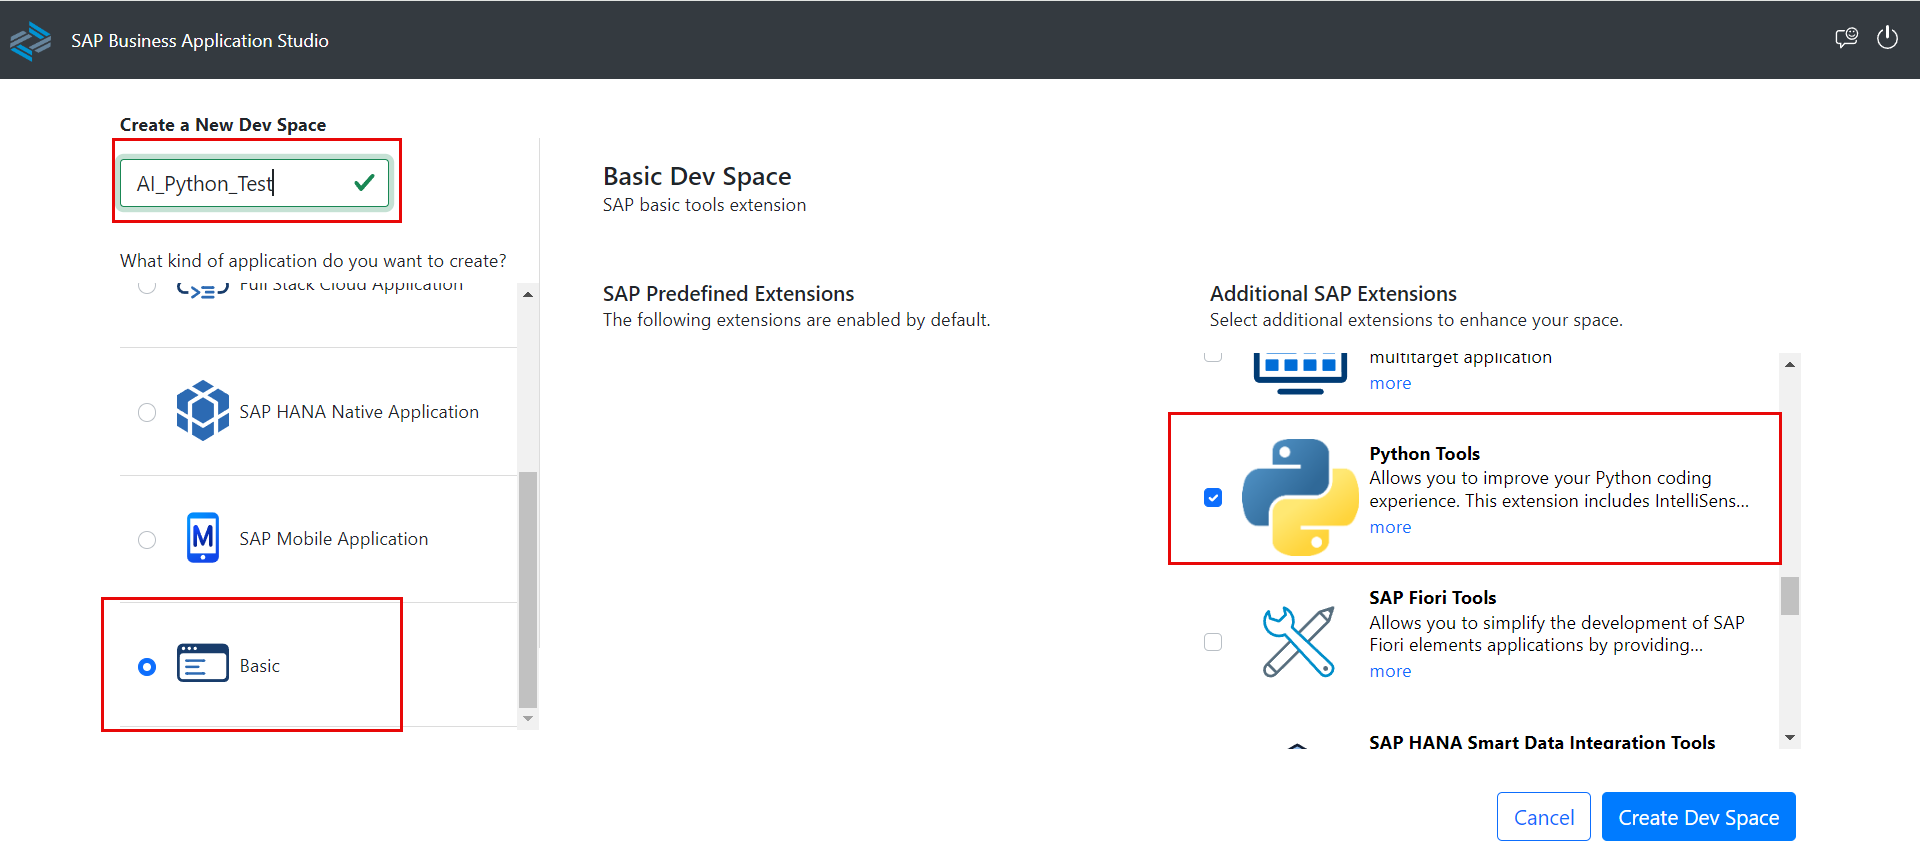 SAP Business Application Studio
Create a New Dev Space
AI_Python_Test
What kind of application do you want to create?
Full Stack Cloud Application
SAP HANA Native Application
M
SAP Mobile Application
Basic
Basic Dev Space
SAP basic tools extension
SAP Predefined Extensions
The following extensions are enabled by default.
Additional SAP Extensions
Select additional extensions to enhance your space.
multitarget application
more
Python Tools
Allows you to improve your Python coding
experience. This extension includes IntelliSens...
more
SAP Fiori Tools
Allows you to simplify the development of SAP
Fiori elements applications by providing...
more
SAP HANA Smart Data Integration Tools
Cancel
Create Dev Space